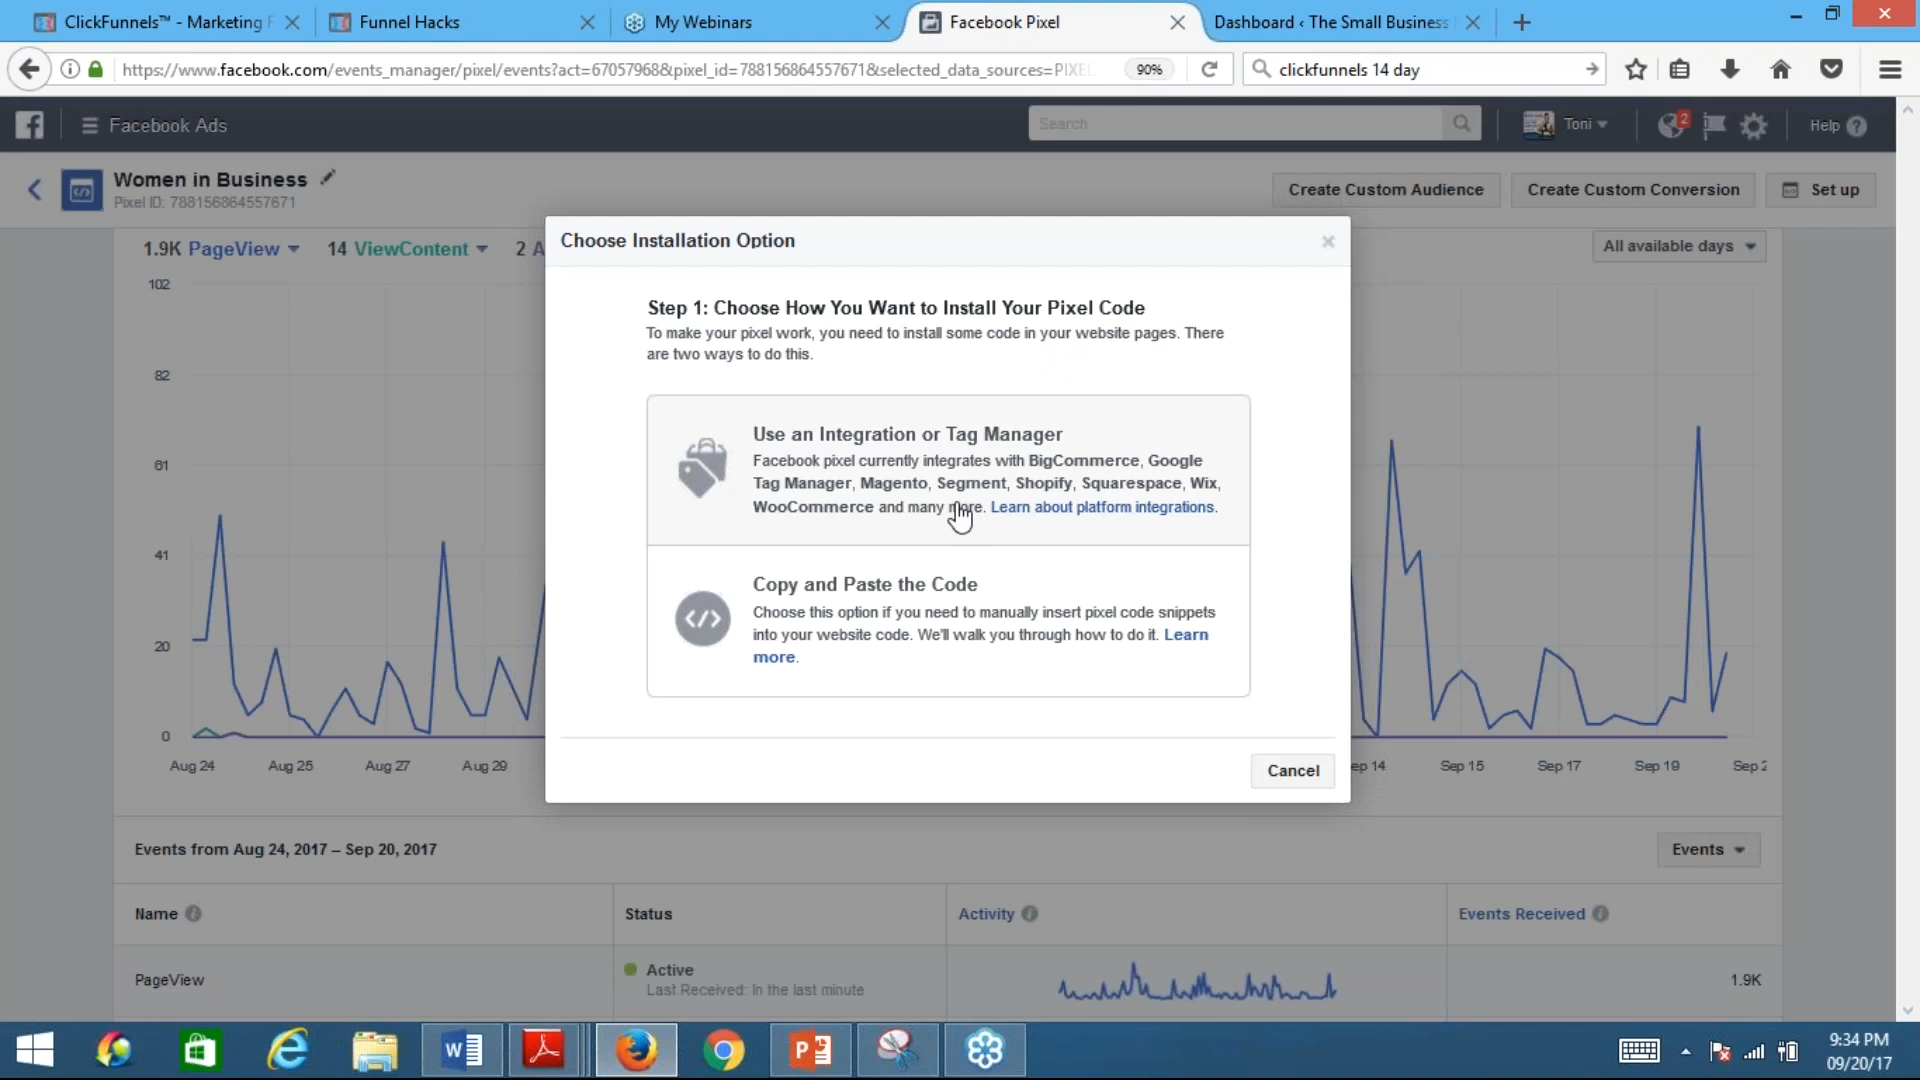 ClickFunnels™ - Marketing F
Funnel Hacks
My Webinars
Facebook Pixel
Dashboard ‹ The Small Business
https://www.facebook.com/events_manager/pixel/events?act=67057968&pixel_id=788156864557671&selected_data_sources=PIXE
90%
clickfunnels 14 day
Facebook Ads
Search
Toni
2
Help
Women in Business
Pixel ID: 788156864557671
Create Custom Audience
Create Custom Conversion
Set up
1.9K PageView
14 ViewContent
2 A
All available days
Choose Installation Option
Step 1: Choose How You Want to Install Your Pixel Code
To make your pixel work, you need to install some code in your website pages. There
are two ways to do this.
Use an Integration or Tag Manager
Facebook pixel currently integrates with BigCommerce, Google
Tag Manager, Magento, Segment, Shopify, Squarespace, Wix,
WooCommerce and many more. Learn about platform integrations.
Copy and Paste the Code
Choose this option if you need to manually insert pixel code snippets
into your website code. We'll walk you through how to do it. Learn
more.
Cancel
102
82
61
41
20
0
Aug 24
Aug 25
Aug 27
Aug 29
ep 14
Sep 15
Sep 17
Sep 19
Sep 2
Events from Aug 24, 2017 – Sep 20, 2017
Events
Name
Status
Activity
Events Received
PageView
Active
Last Received: In the last minute
1.9K
9:34 PM
09/20/17